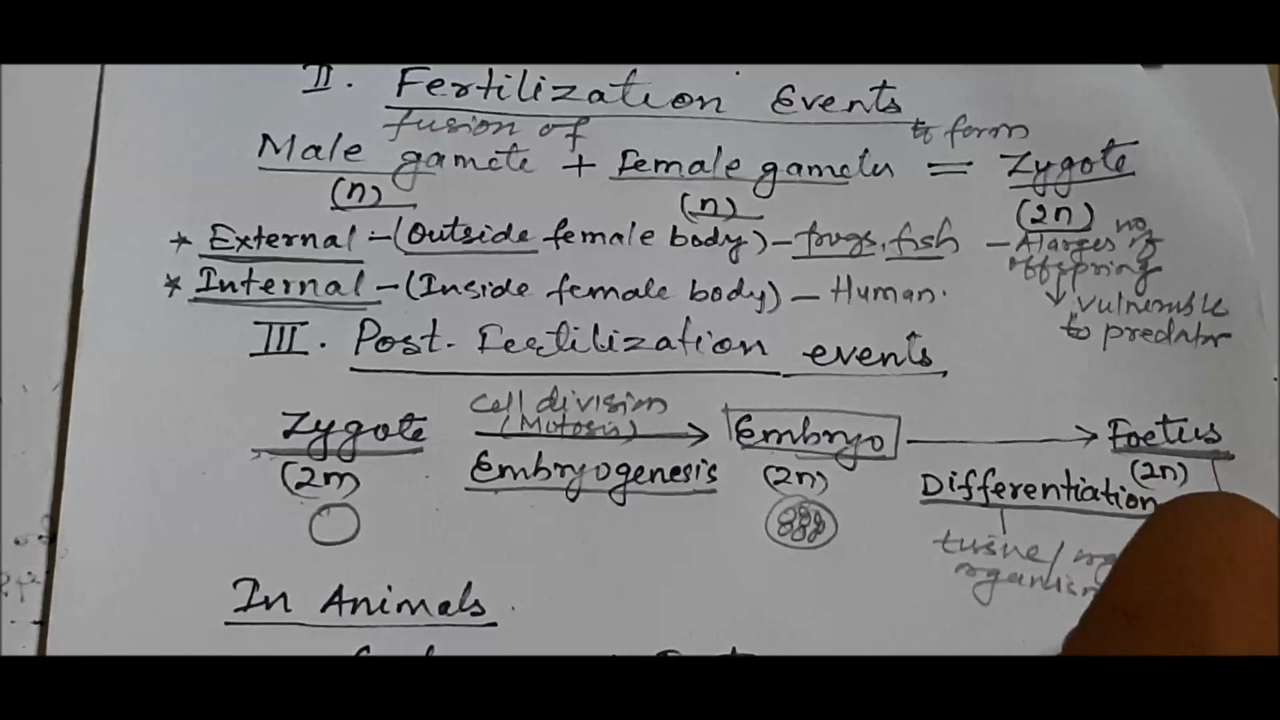 II. Fertilization Events
fusion of to form
Male gamete + Female gamete = Zygote
(n) (n) (2n)
* External - (Outside female body) - frogs, fish - A large no. of
offspring
* Internal - (Inside female body) - Human.
↓ vulnerable
to predator
III. Post-Fertilization events
Zygote cell division (Mitosis) → Embryo → Foetus
Embryogenesis Differentiation
(2n) (2n) (2n)
tissue/
organism
In Animals